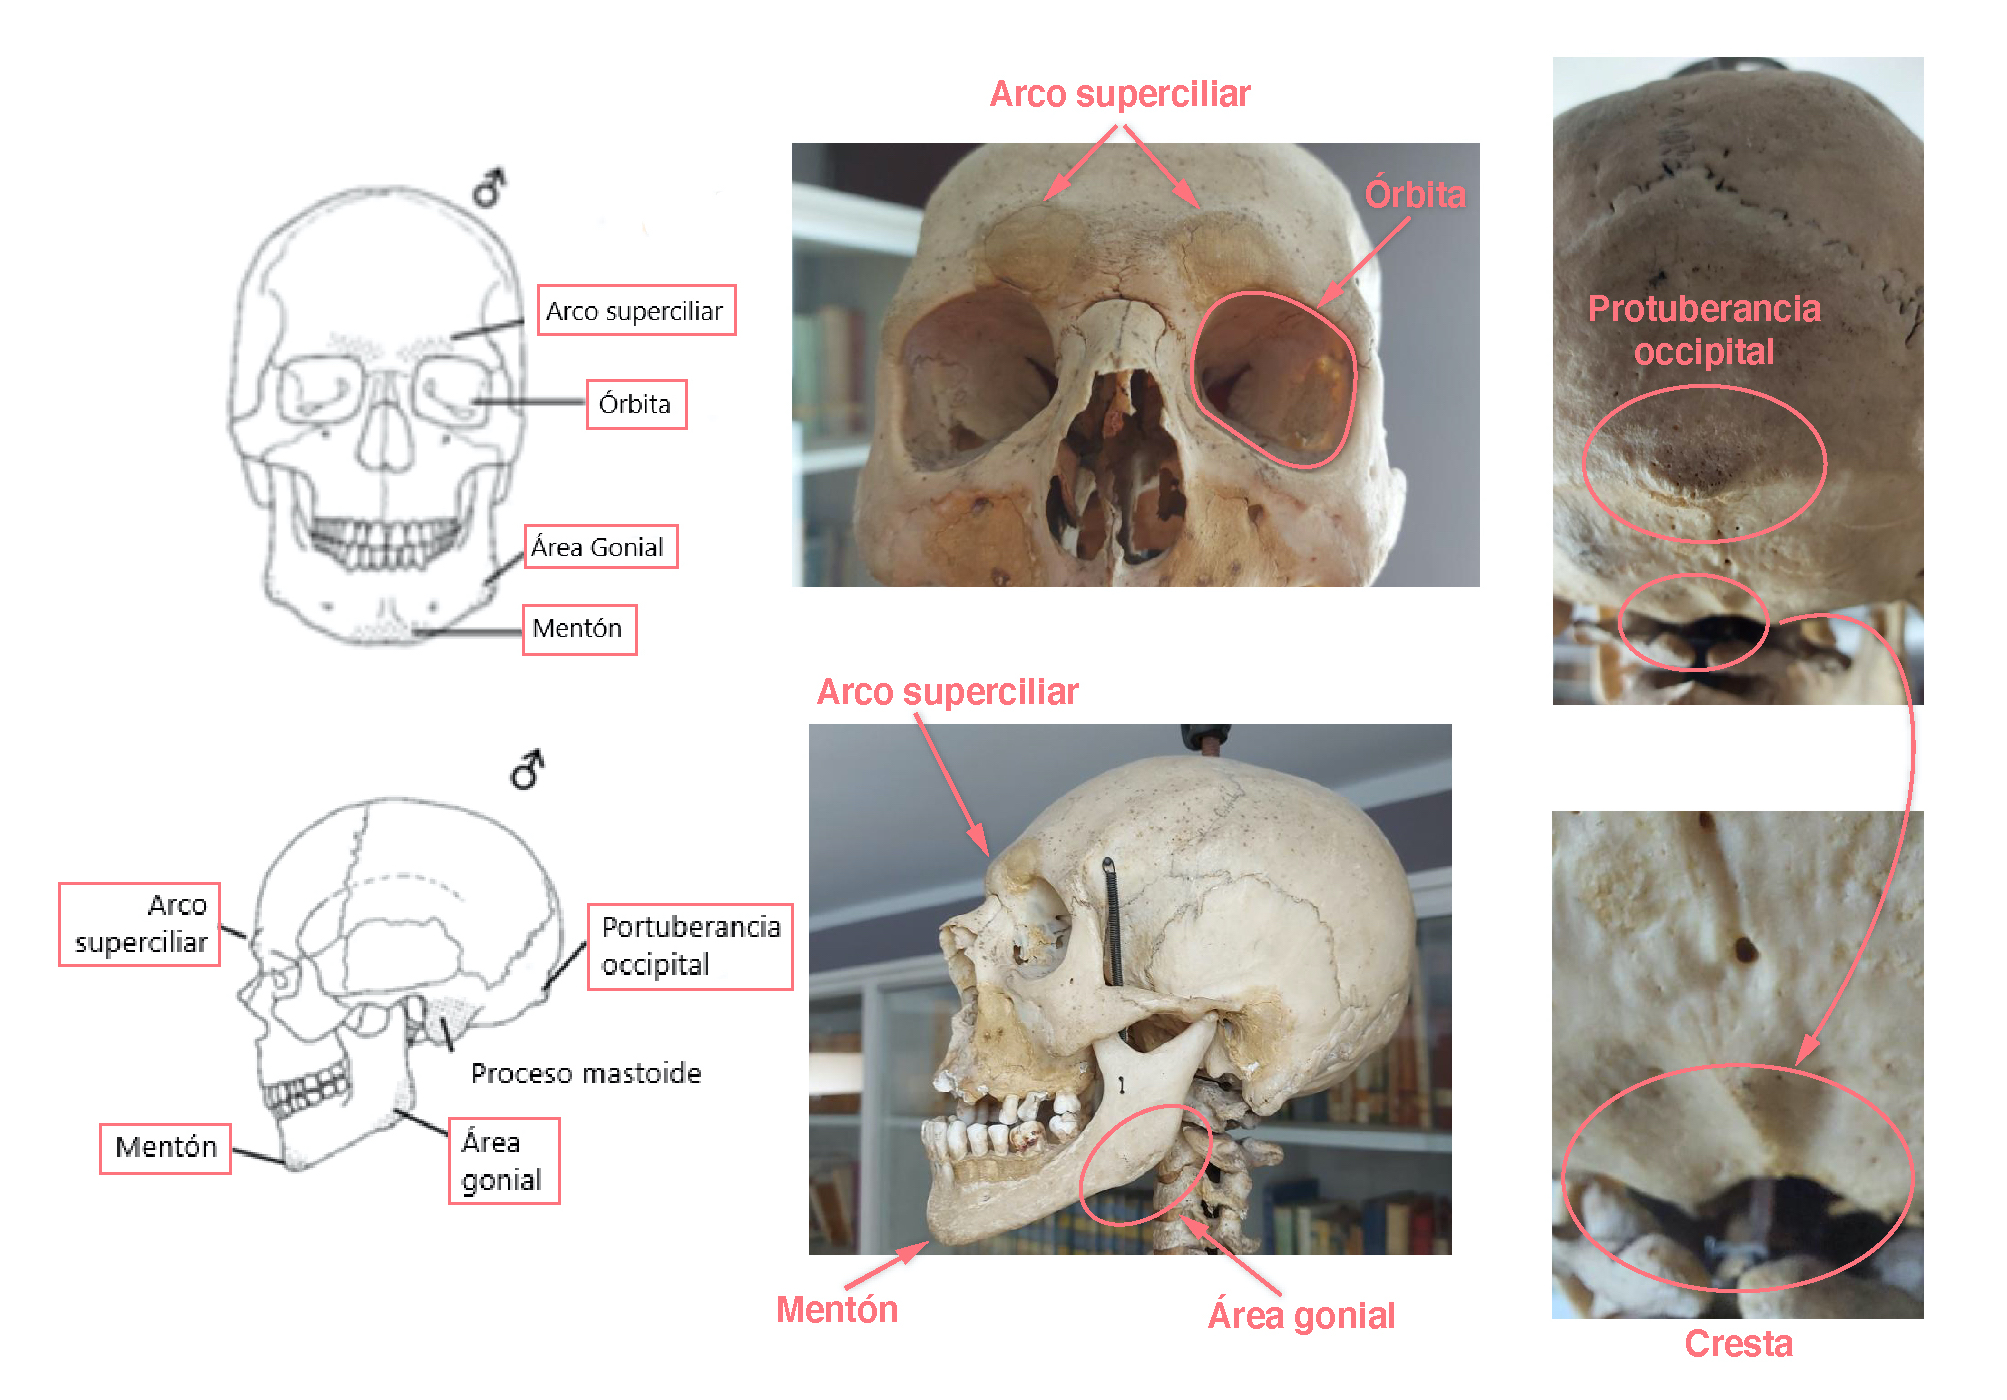 Arco superciliar
Órbita
Área Gonial
Mentón
Arco superciliar
Órbita
Protuberancia
occipital
Arco
superciliar
Portuberancia
occipital
Proceso mastoide
Mentón
Área
gonial
Arco superciliar
Mentón
Área gonial
Cresta